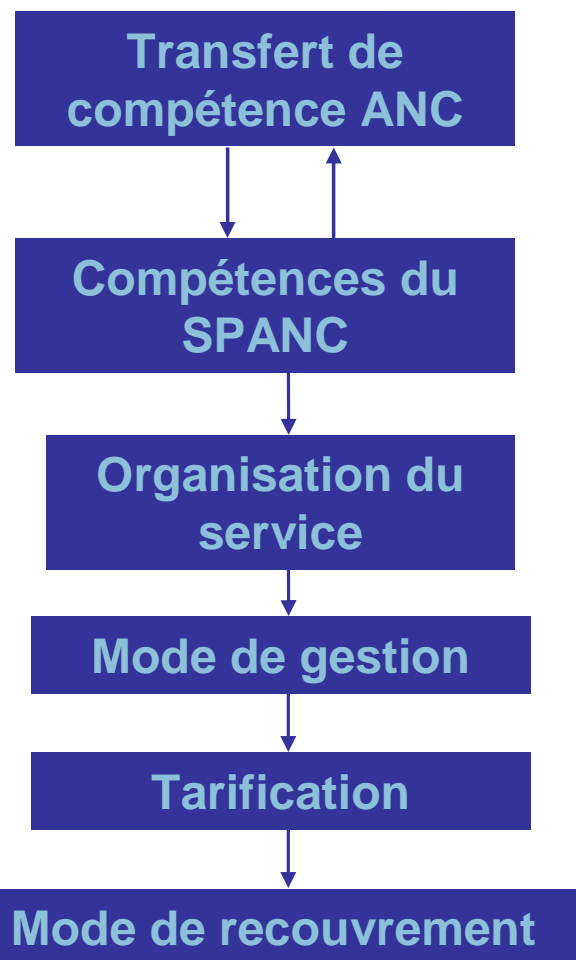 Transfert de
compétence ANC
Compétences du
SPANC
Organisation du
service
Mode de gestion
Tarification
Mode de recouvrement